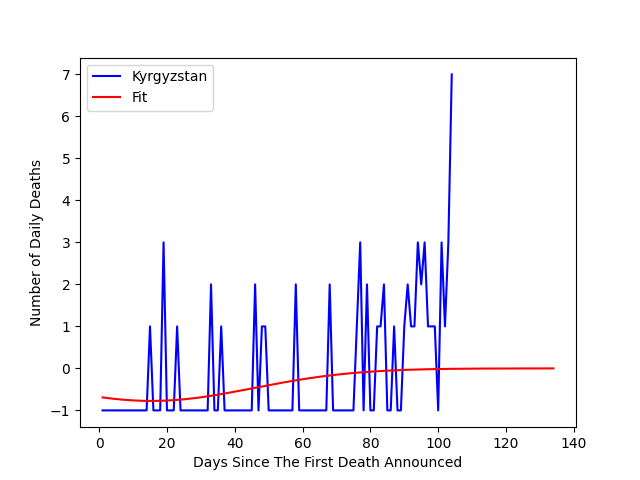 Kyrgyzstan
Fit
Number of Daily Deaths
7
6
5
4
3
2
1
0
−1
0 20 40 60 80 100 120 140
Days Since The First Death Announced